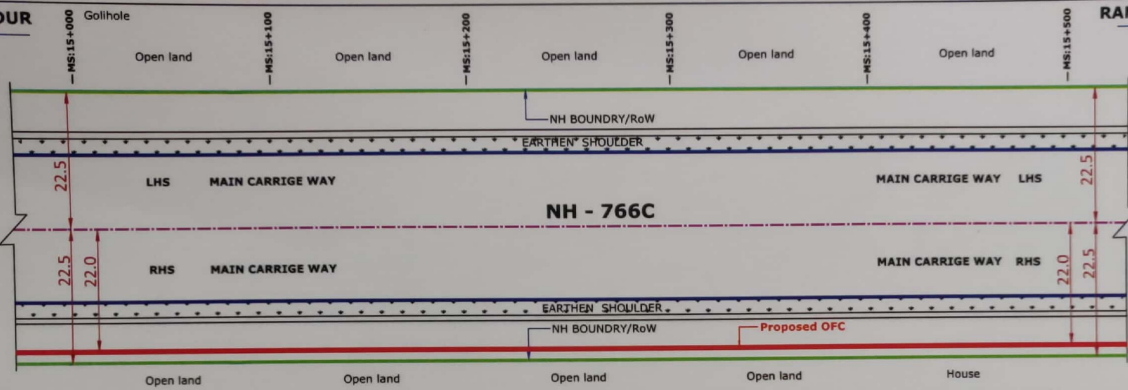 Golihole
MS:15+000
MS:15+100
MS:15+200
MS:15+300
MS:15+400
MS:15+500
Open land
Open land
Open land
Open land
Open land
NH BOUNDRY/RoW
EARTHEN SHOULDER
22.5
22.5
LHS MAIN CARRIGE WAY
MAIN CARRIGE WAY LHS
NH - 766C
22.5
22.0
22.0
22.5
RHS MAIN CARRIGE WAY
MAIN CARRIGE WAY RHS
EARTHEN SHOULDER
NH BOUNDRY/RoW
Proposed OFC
Open land
Open land
Open land
Open land
House